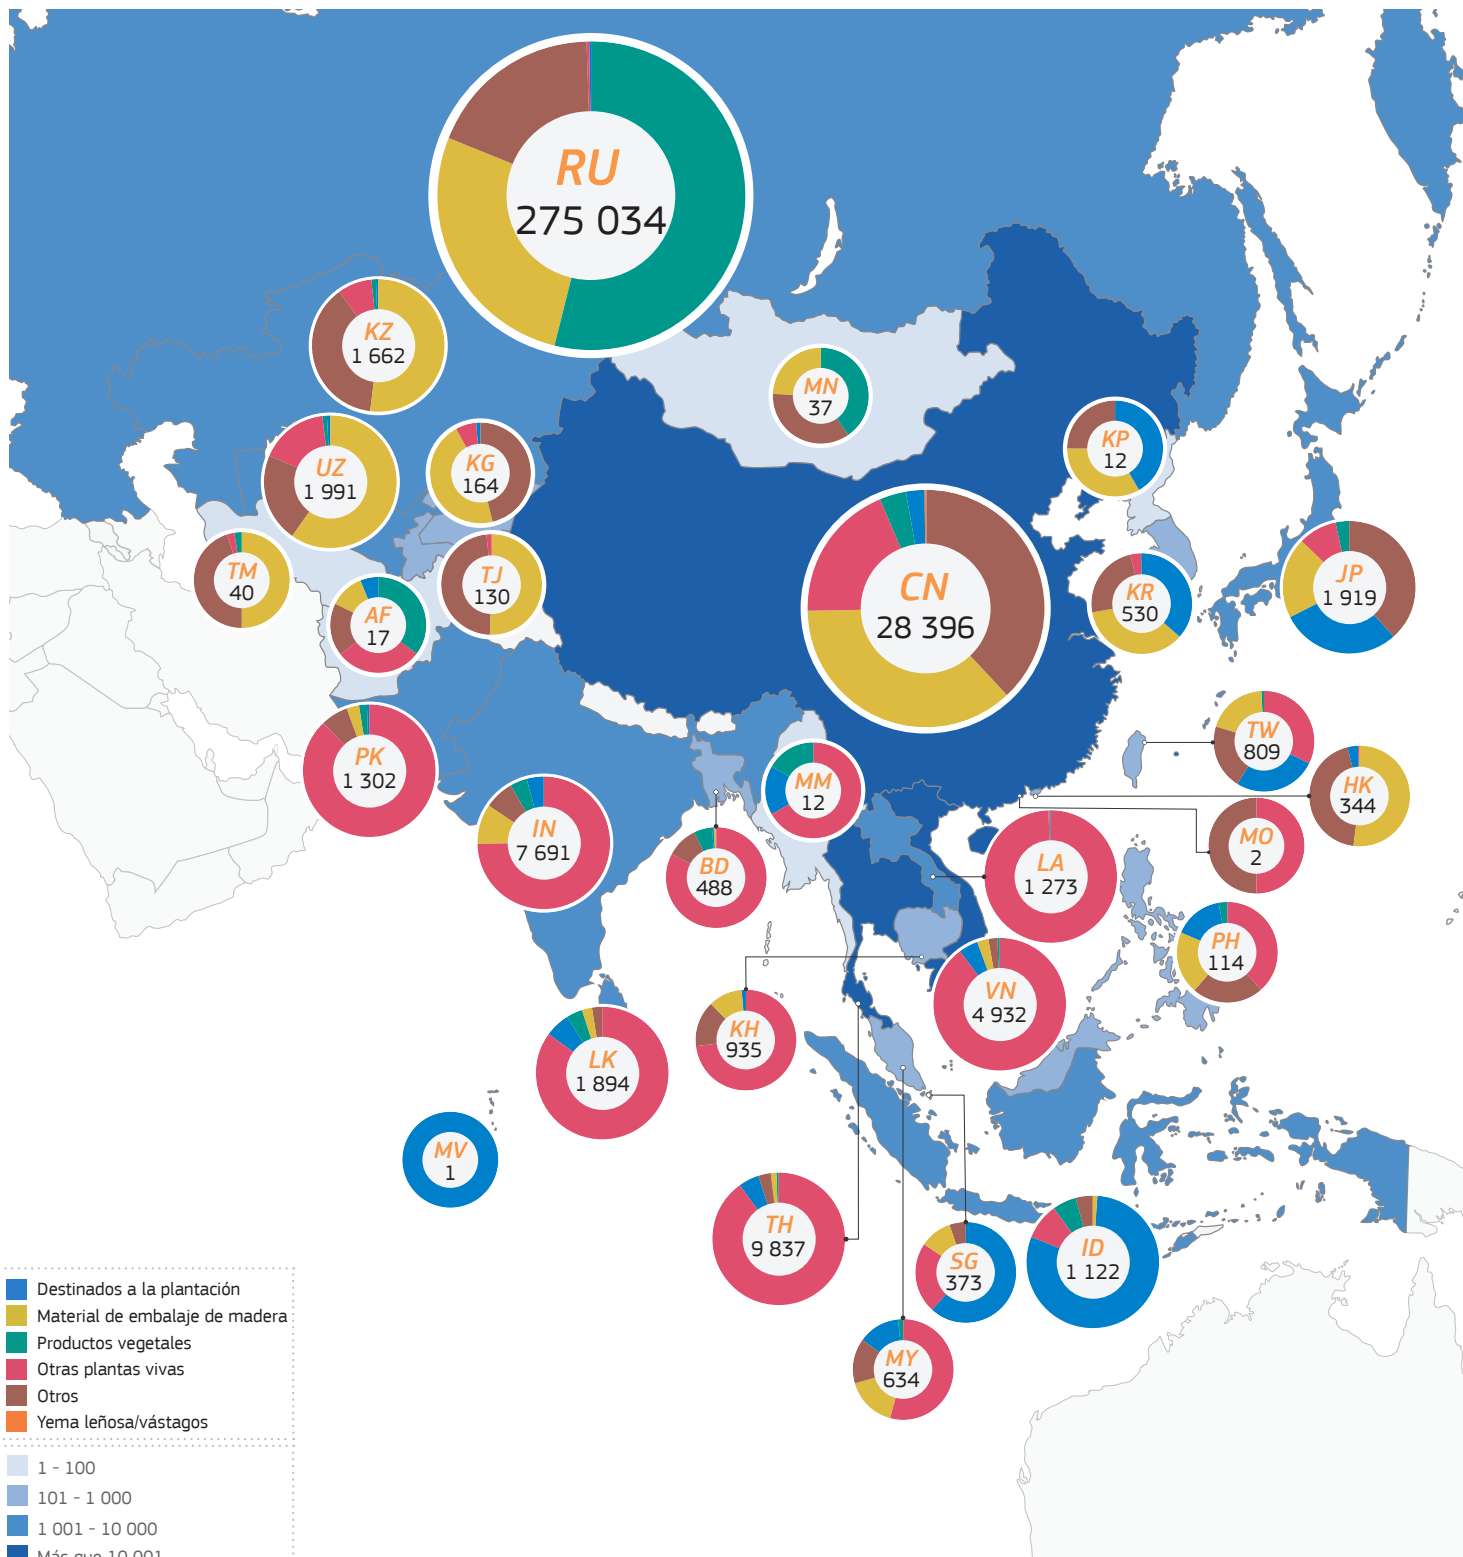 RU
275 034
KZ
1 662
MN
37
KP
12
UZ
1 991
KG
164
TM
40
AF
17
TJ
130
CN
28 396
KR
530
JP
1 919
PK
1 302
IN
7 691
MM
12
TW
809
HK
344
MO
2
BD
488
LA
1 273
PH
114
KH
935
VN
4 932
LK
1 894
MV
1
TH
9 837
SG
373
ID
1 122
MY
634
Destinados a la plantación
Material de embalaje de madera
Productos vegetales
Otras plantas vivas
Otros
Yema leñosa/vástagos
1 - 100
101 - 1 000
1 001 - 10 000
Más que 10 001